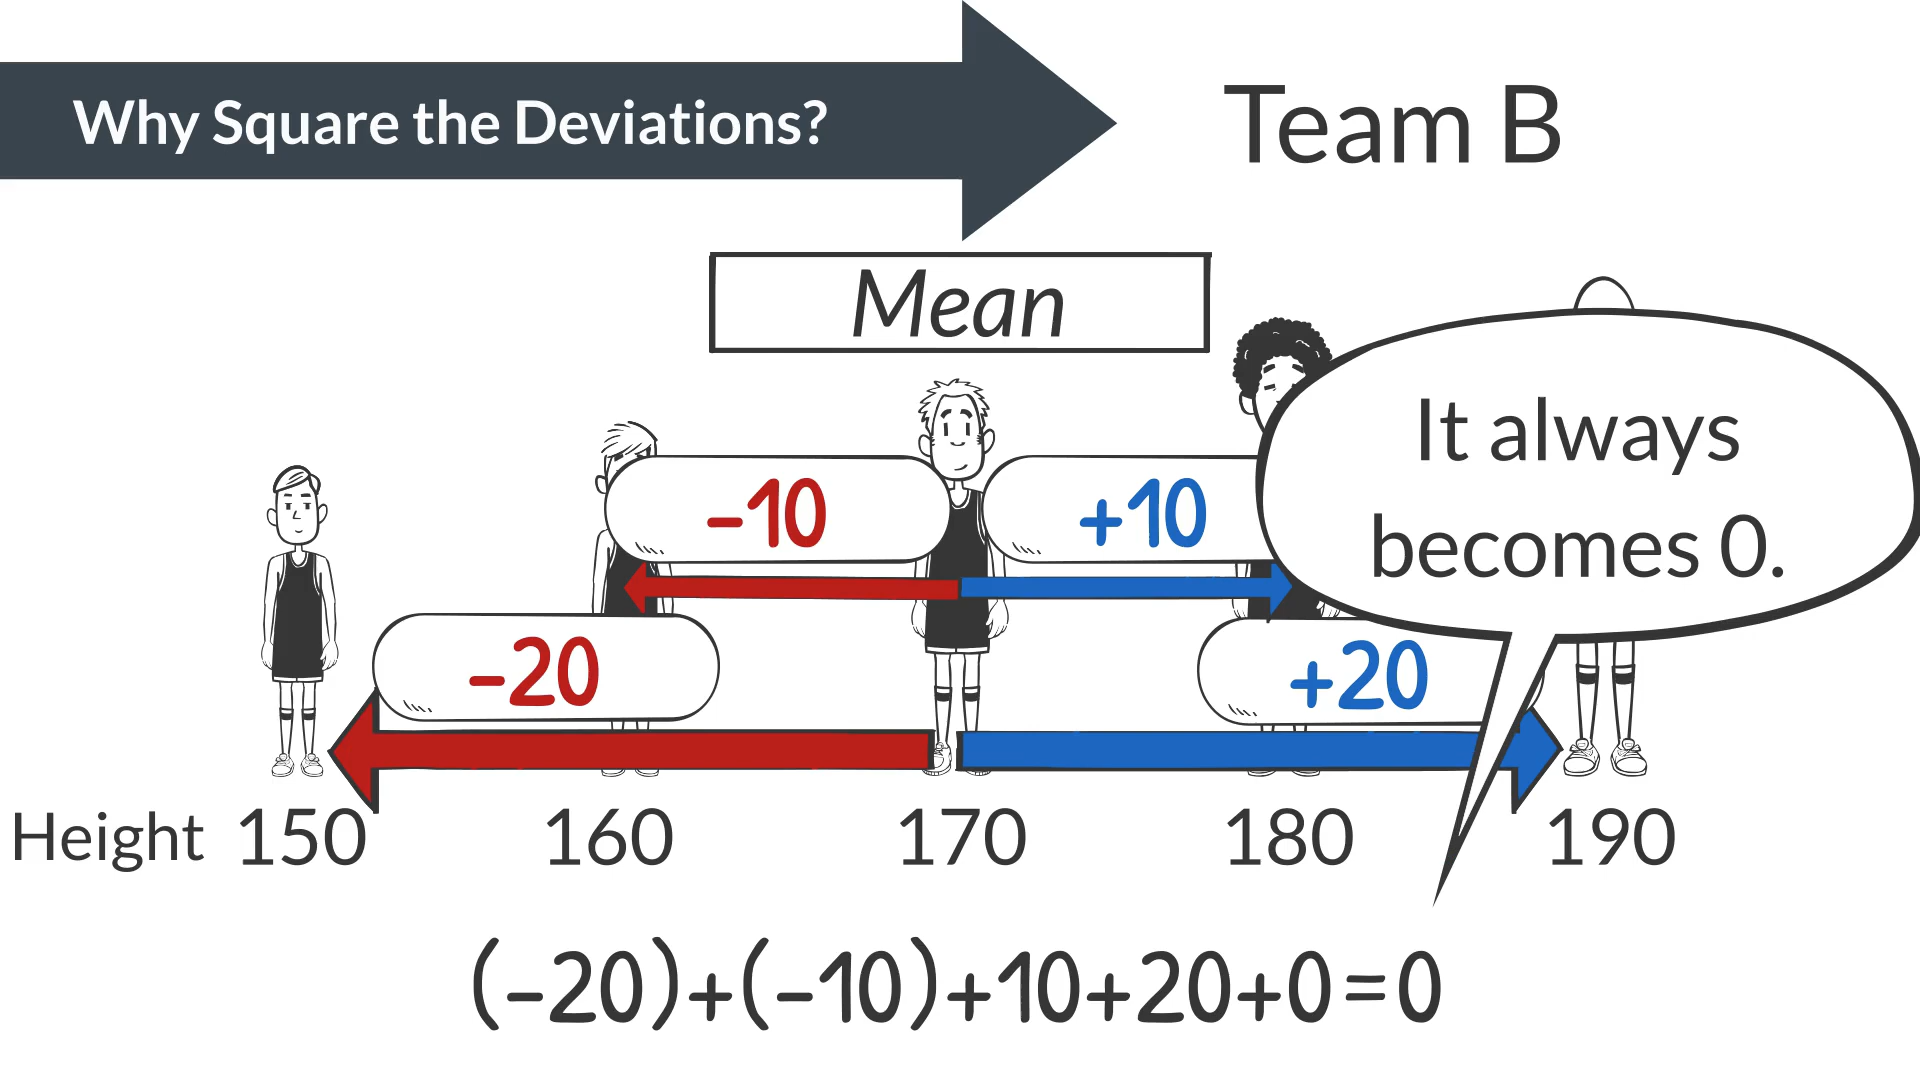 Why Square the Deviations?
Team B
Mean
It always
becomes 0.
-10
+10
-20
+20
Height 150 160 170 180 190
(-20)+(-10)+10+20+0=0